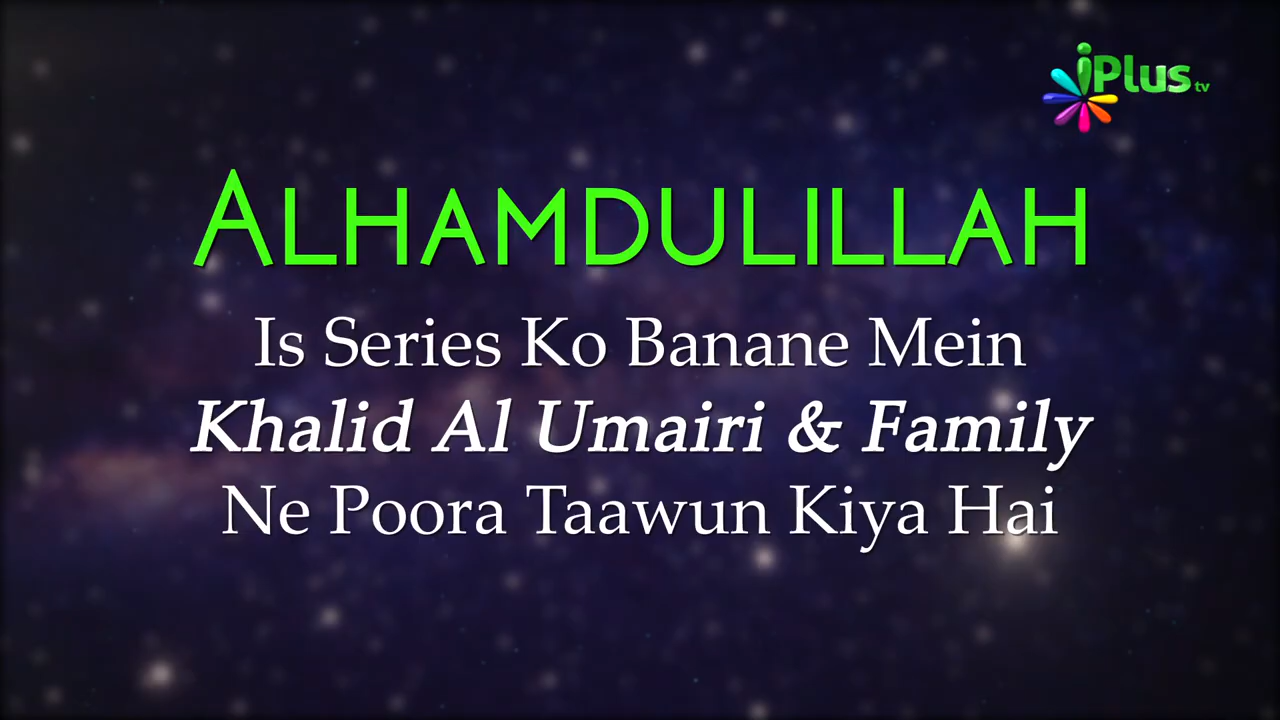 iPlus tv
ALHAMDULILLAH
Is Series Ko Banane Mein
Khalid Al Umairi & Family
Ne Poora Taawun Kiya Hai